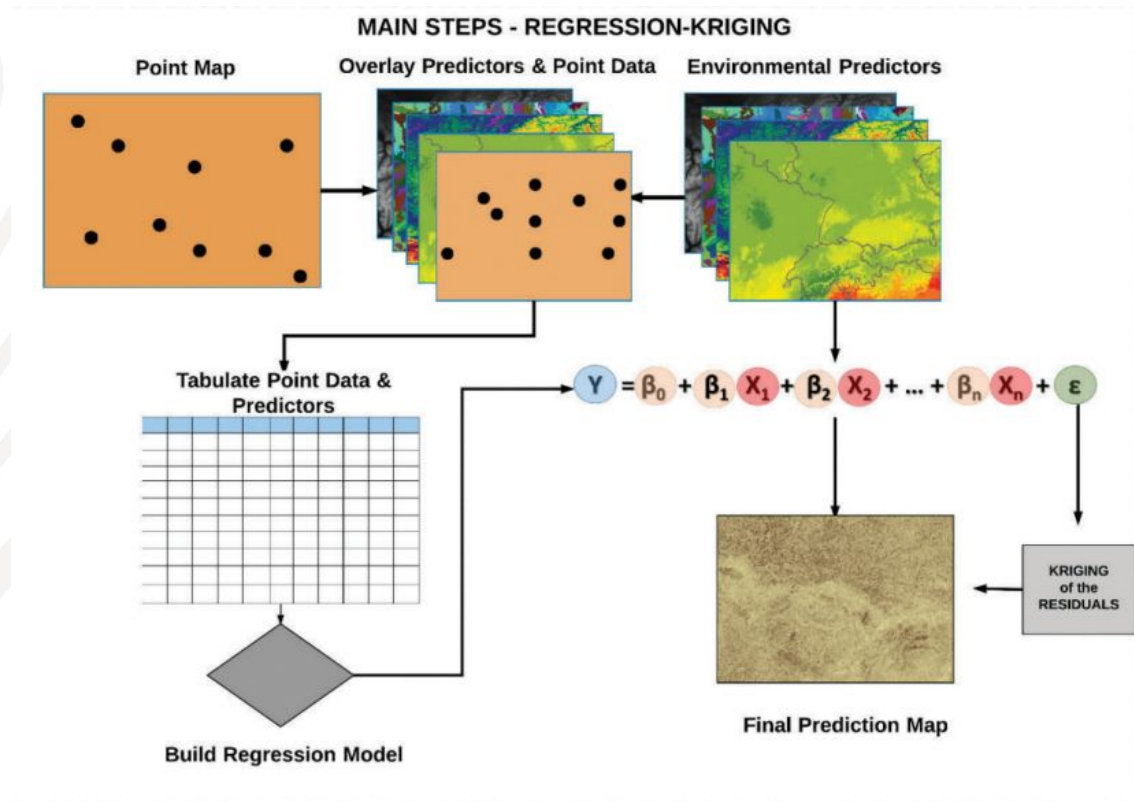 MAIN STEPS - REGRESSION-KRIGING
Point Map
Overlay Predictors & Point Data
Environmental Predictors
Tabulate Point Data &
Predictors
Y = β₀ + β₁ X₁ + β₂ X₂ + ... + βₙ Xₙ + ε
KRIGING
of the
RESIDUALS
Build Regression Model
Final Prediction Map